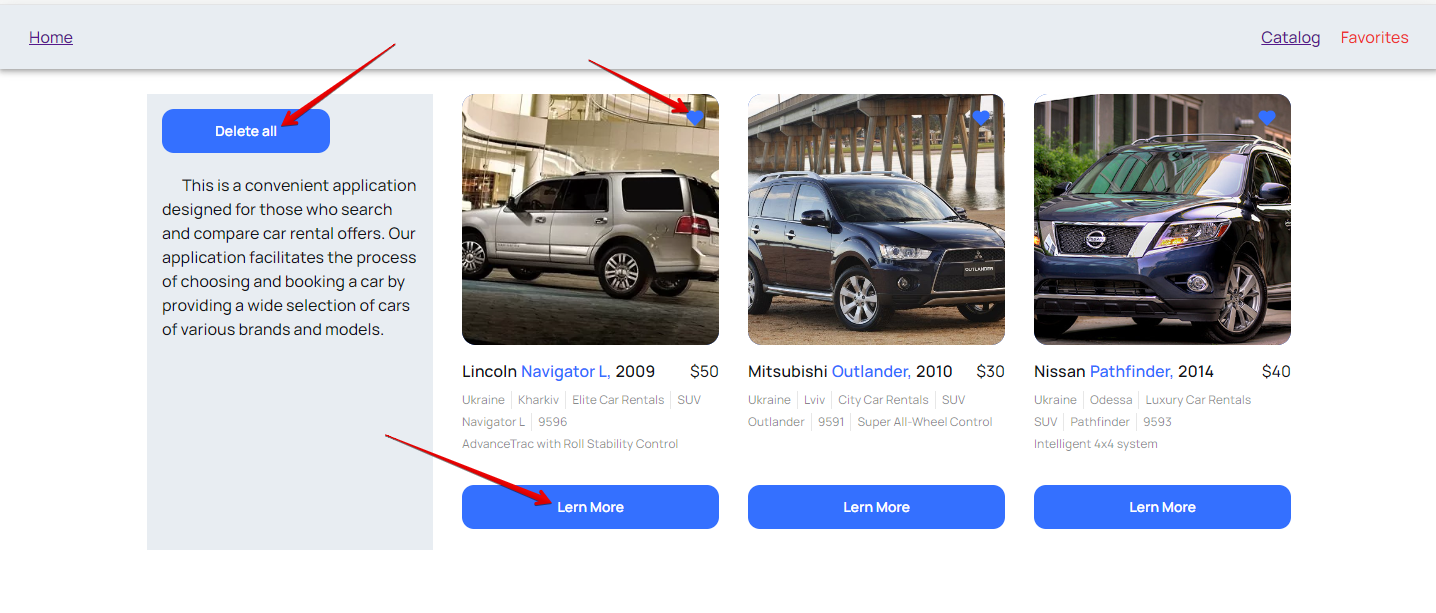 Home
Catalog Favorites
Delete all
This is a convenient application
designed for those who search
and compare car rental offers. Our
application facilitates the process
of choosing and booking a car by
providing a wide selection of cars
of various brands and models.
Lincoln Navigator L, 2009 $50
Ukraine Kharkiv Elite Car Rentals SUV
Navigator L 9596
AdvanceTrac with Roll Stability Control
Lern More
OUTLANDER
Mitsubishi Outlander, 2010 $30
Ukraine Lviv City Car Rentals SUV
Outlander 9591 Super All-Wheel Control
Lern More
NISSAN
Nissan Pathfinder, 2014 $40
Ukraine Odessa Luxury Car Rentals
SUV Pathfinder 9593
Intelligent 4x4 system
Lern More